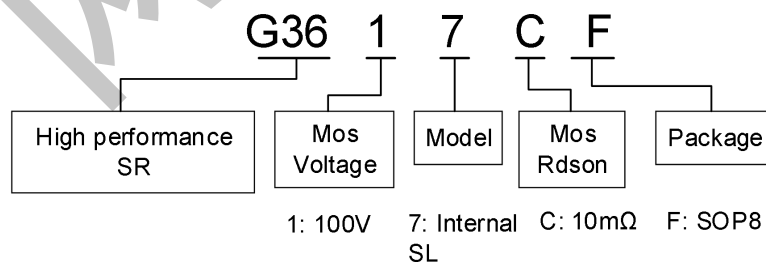 G36 1 7 C F
High performance
SR
Mos
Voltage
Model
Mos
Rdson
Package
1: 100V
7: Internal
SL
C: 10mΩ
F: SOP8